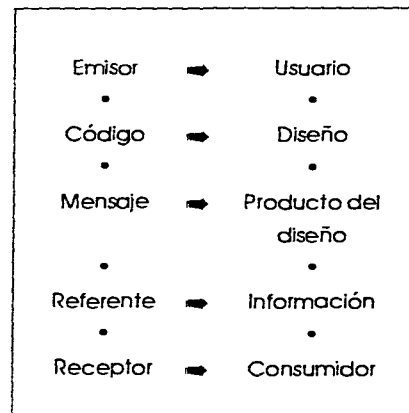 Emisor ➡ Usuario
• •
Código ➡ Diseño
• •
Mensaje ➡ Producto del
diseño
• •
Referente ➡ Información
• •
Receptor ➡ Consumidor